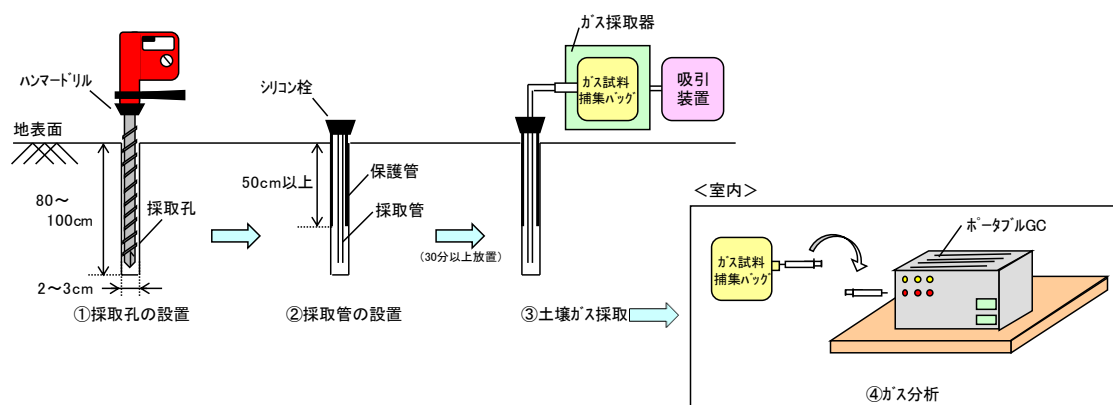 ハンマードリル
地表面
80～
100cm
採取孔
2～3cm
①採取孔の設置
シリコン栓
50cm以上
保護管
採取管
②採取管の設置
(30分以上放置)
ガス採取器
ガス試料
捕集バッグ
吸引
装置
③土壌ガス採取
＜室内＞
ガス試料
捕集バッグ
ポータブルGC
④ガス分析